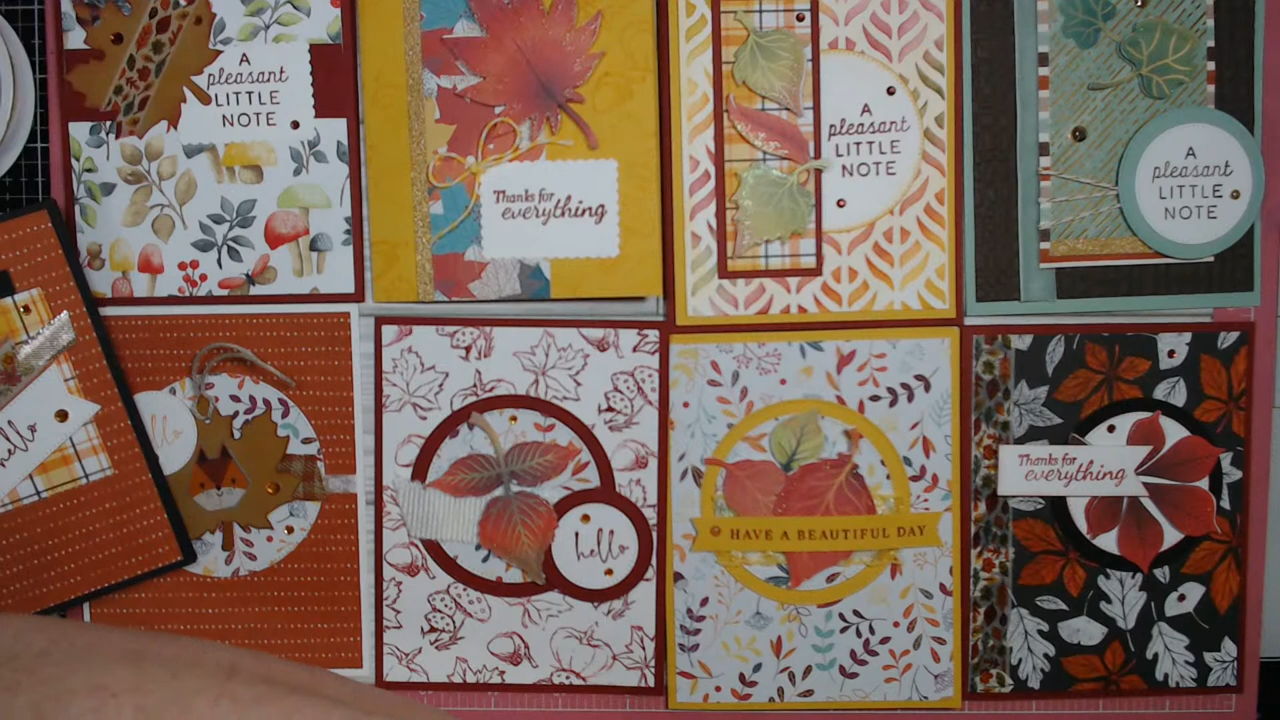 A
pleasant
LITTLE
NOTE
Thanks for
everything
A
pleasant
LITTLE
NOTE
A
pleasant
LITTLE
NOTE
hello
hello
hello
HAVE A BEAUTIFUL DAY
Thanks for
everything